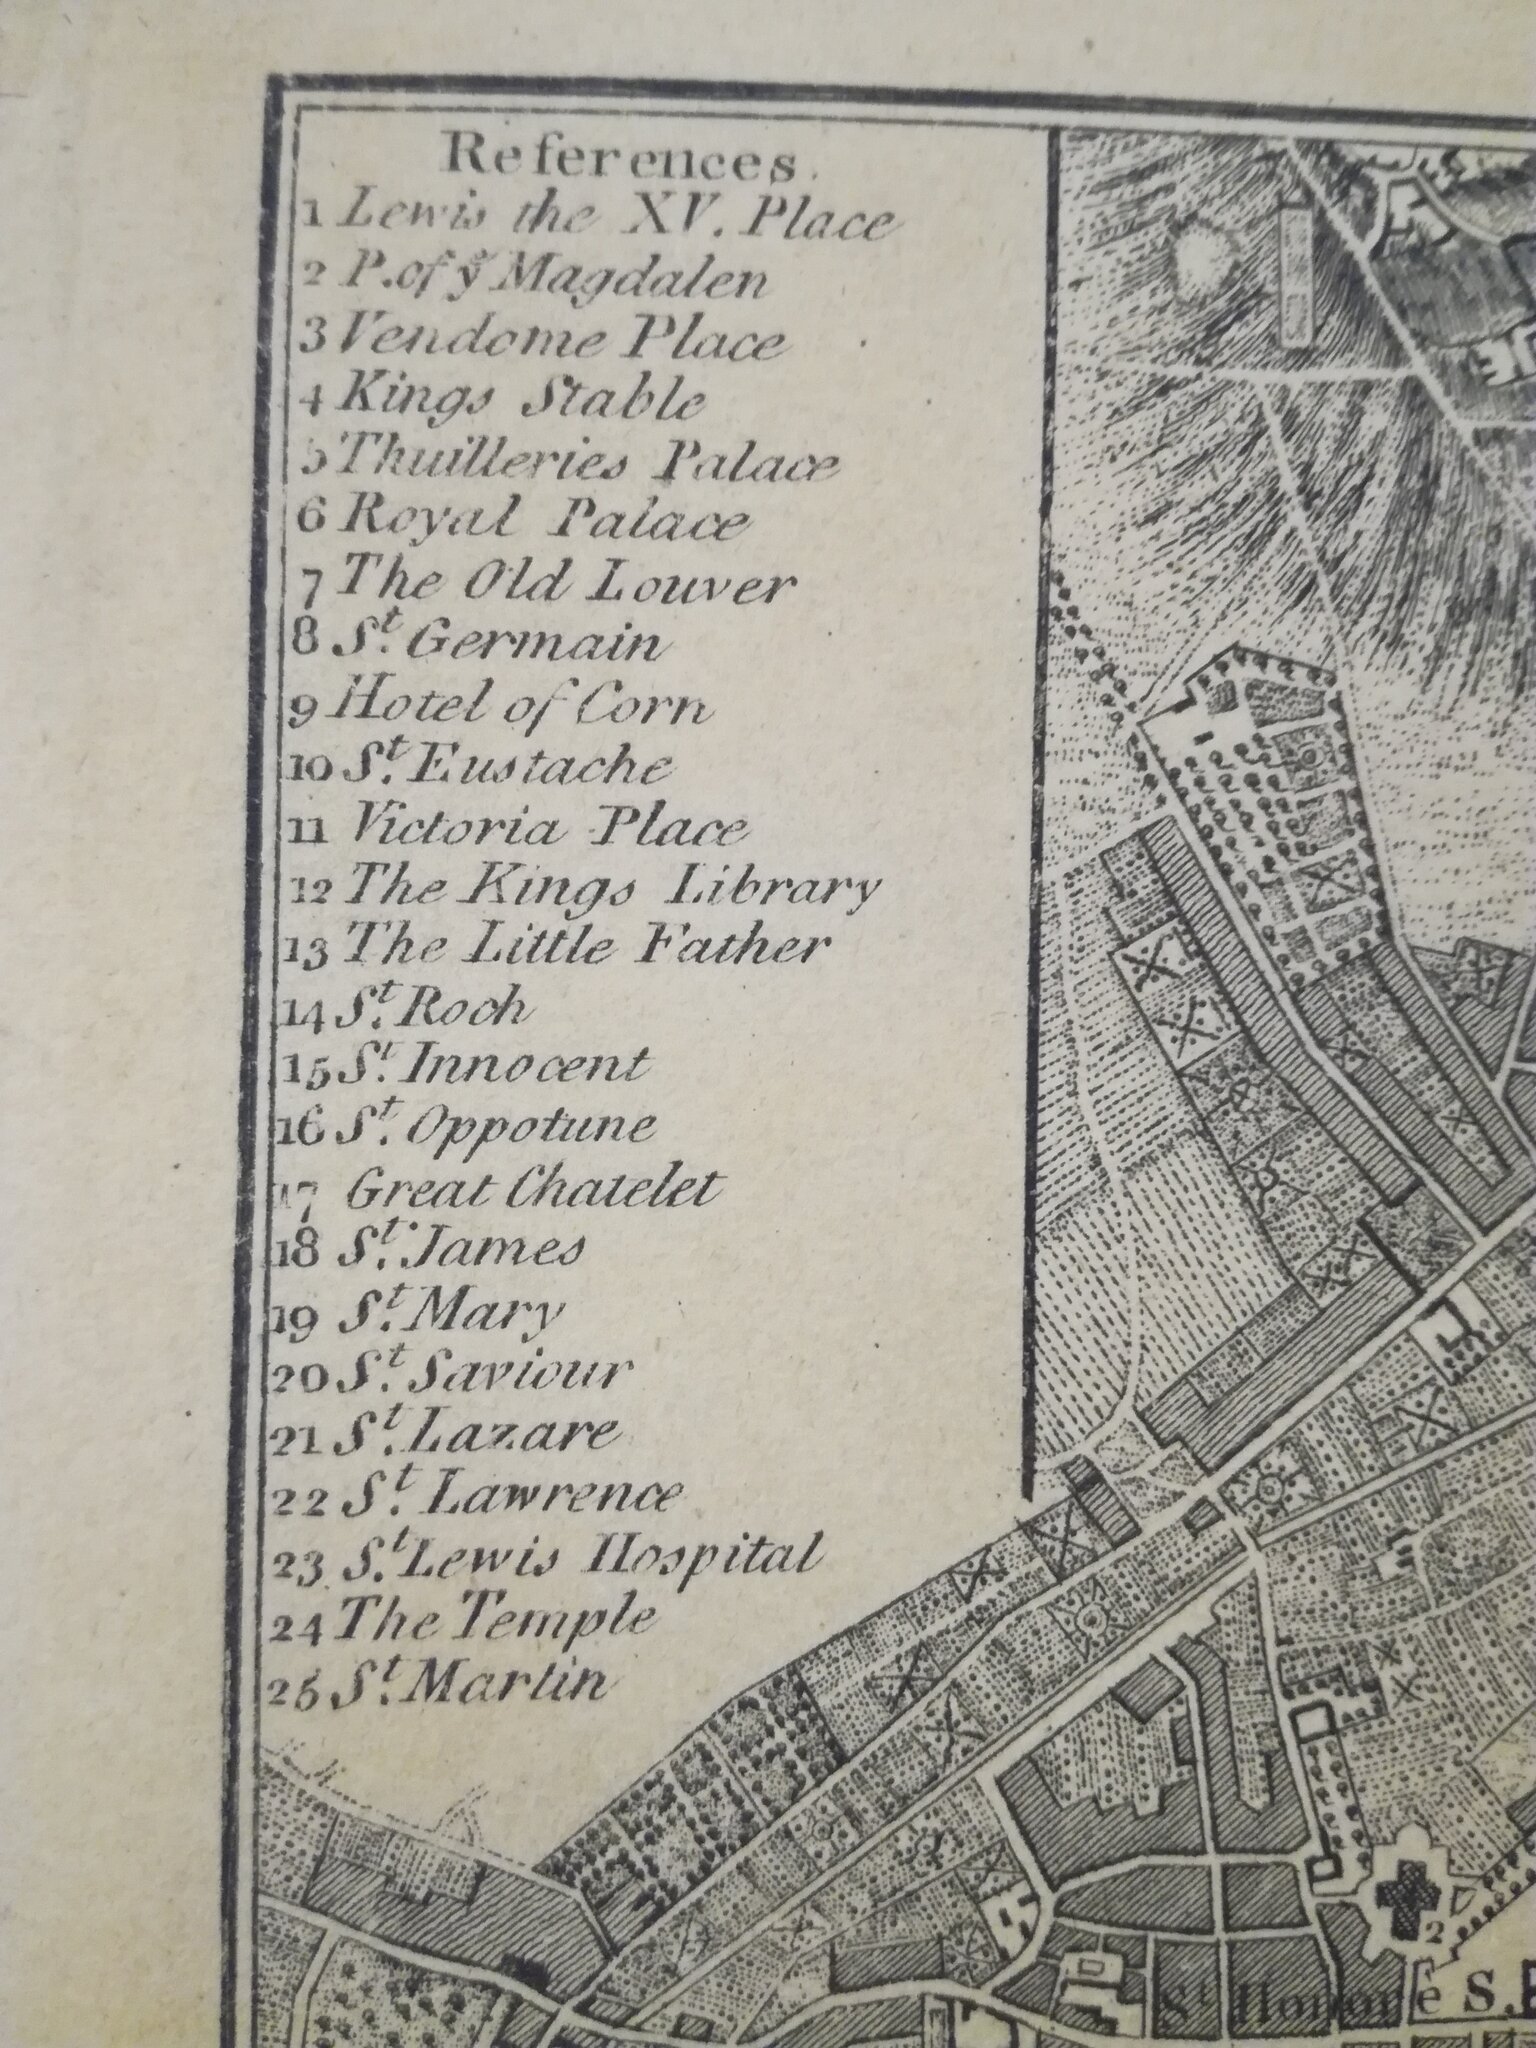 References.
1 Lewis the XV. Place
2 P. of yͤ Magdalen
3 Vendome Place
4 Kings Stable
5 Thuilleries Palace
6 Royal Palace
7 The Old Louver
8 St. Germain
9 Hotel of Corn
10 St. Eustache
11 Victoria Place
12 The Kings Library
13 The Little Father
14 St. Roch
15 St. Innocent
16 St. Oppotune
17 Great Chatelet
18 St. James
19 St. Mary
20 St. Saviour
21 St. Lazare
22 St. Lawrence
23 St. Lewis Hospital
24 The Temple
25 St. Martin
2
St. Honoré S.